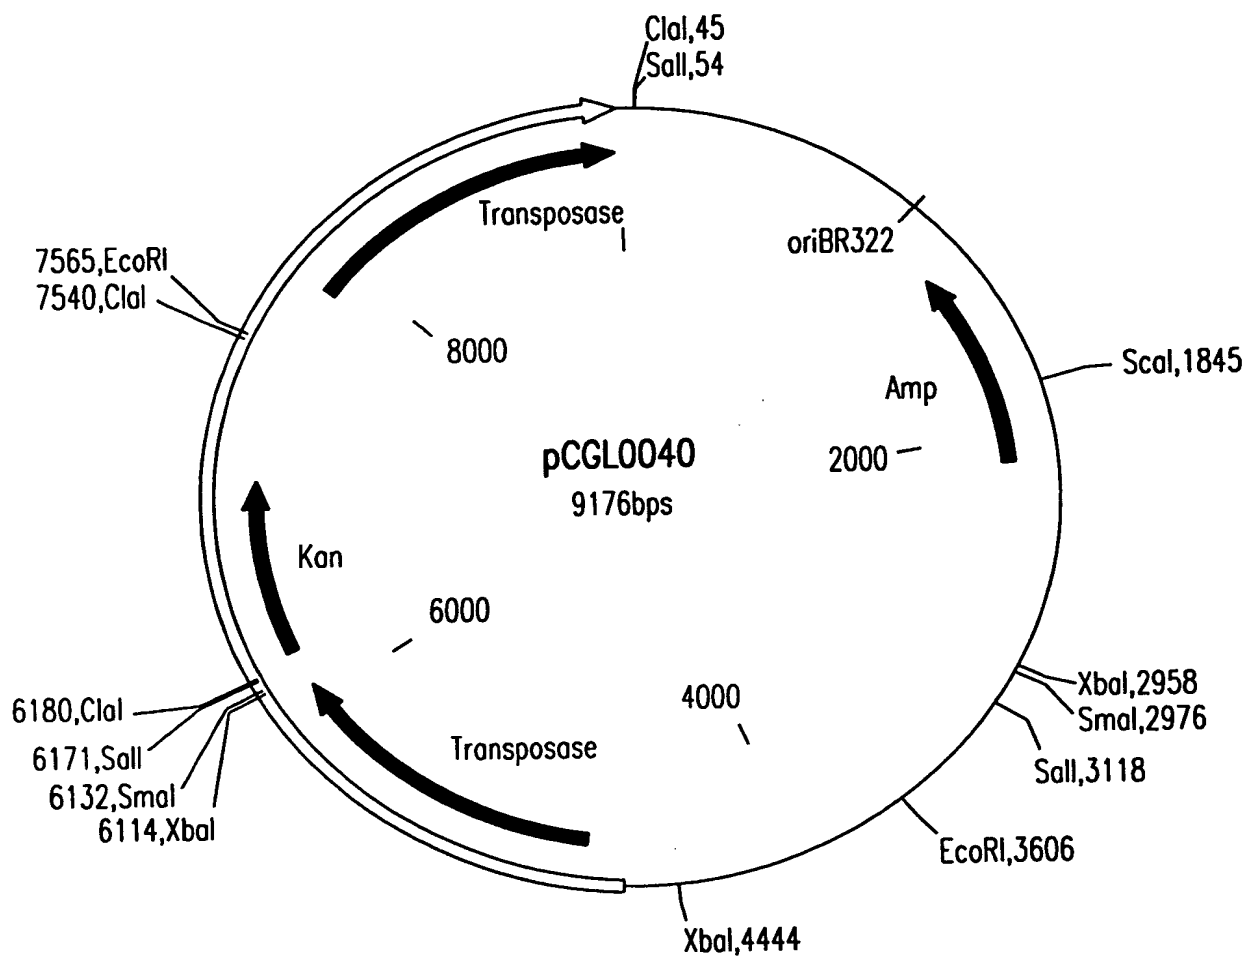 ClaI,45
SalI,54
Transposase
oriBR322
7565,EcoRI
7540,ClaI
8000
ScaI,1845
Amp
pCGL0040
2000
9176bps
Kan
6000
4000
XbaI,2958
SmaI,2976
6180,ClaI
6171,SalI
Transposase
SalI,3118
6132,SmaI
6114,XbaI
EcoRI,3606
XbaI,4444